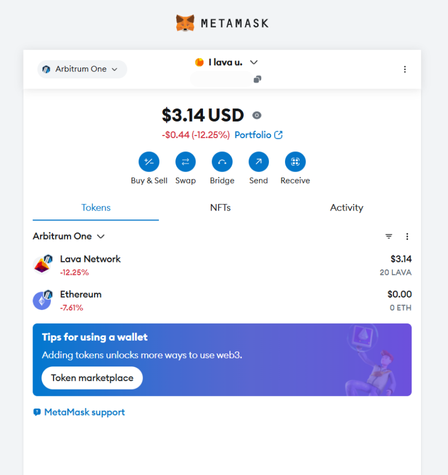 METAMASK
Arbitrum One
I lava u.
$3.14 USD
-$0.44 (-12.25%) Portfolio
Buy & Sell Swap Bridge Send Receive
Tokens NFTs Activity
Arbitrum One
Lava Network $3.14
-12.25% 20 LAVA
Ethereum $0.00
-7.61% 0 ETH
Tips for using a wallet
Adding tokens unlocks more ways to use web3.
Token marketplace
MetaMask support